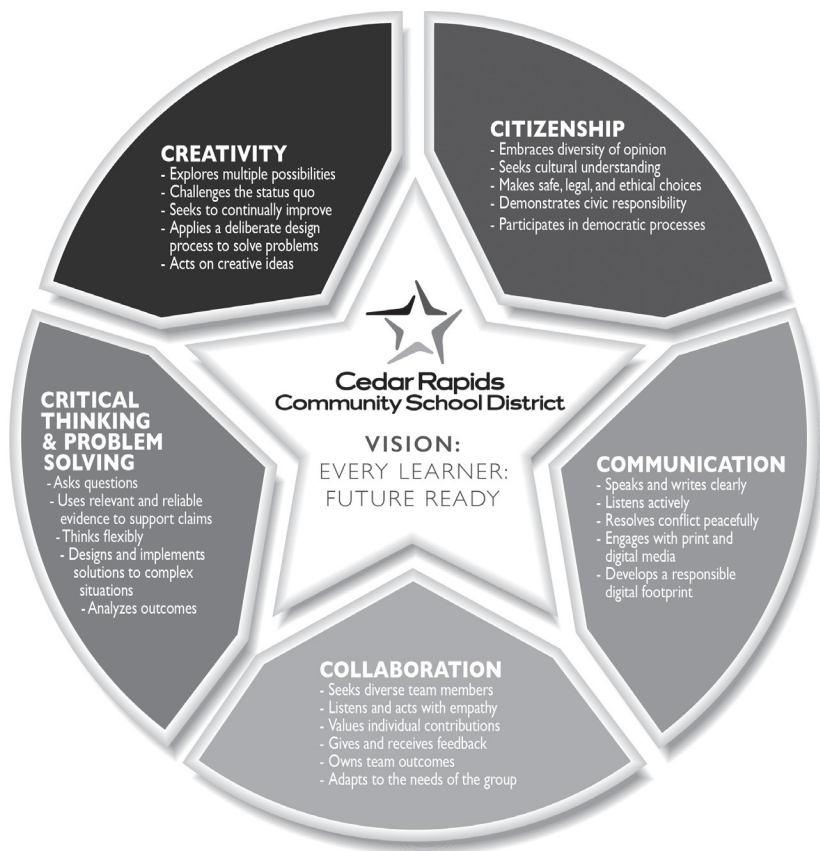 CREATIVITY
- Explores multiple possibilities
- Challenges the status quo
- Seeks to continually improve
- Applies a deliberate design
process to solve problems
- Acts on creative ideas
CITIZENSHIP
- Embraces diversity of opinion
- Seeks cultural understanding
- Makes safe, legal, and ethical choices
- Demonstrates civic responsibility
- Participates in democratic processes
Cedar Rapids
Community School District
VISION:
EVERY LEARNER:
FUTURE READY
CRITICAL
THINKING
& PROBLEM
SOLVING
- Asks questions
- Uses relevant and reliable
evidence to support claims
- Thinks flexibly
- Designs and implements
solutions to complex
situations
- Analyzes outcomes
COMMUNICATION
- Speaks and writes clearly
- Listens actively
- Resolves conflict peacefully
- Engages with print and
digital media
- Develops a responsible
digital footprint
COLLABORATION
- Seeks diverse team members
- Listens and acts with empathy
- Values individual contributions
- Gives and receives feedback
- Owns team outcomes
- Adapts to the needs of the group